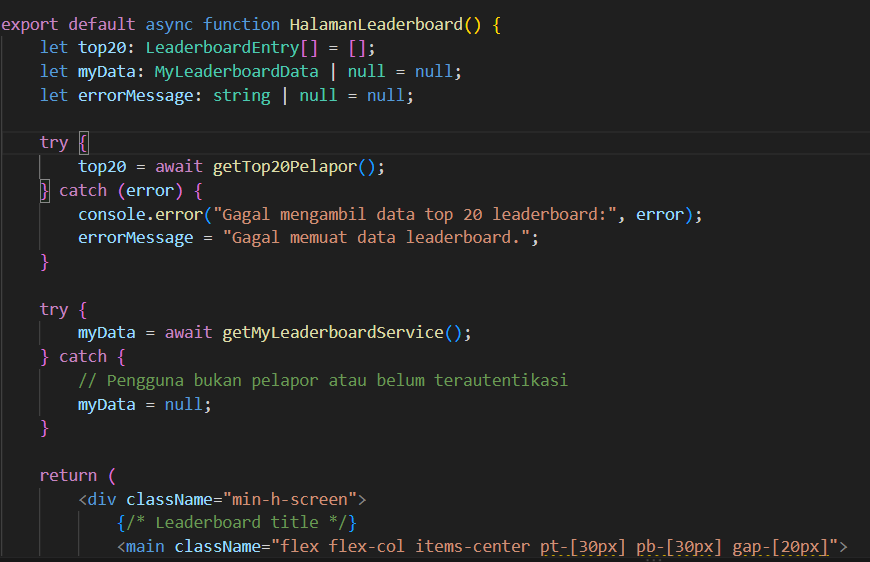 export default async function HalamanLeaderboard() {
    let top20: LeaderboardEntry[] = [];
    let myData: MyLeaderboardData | null = null;
    let errorMessage: string | null = null;

    try {
        top20 = await getTop20Pelapor();
    } catch (error) {
        console.error("Gagal mengambil data top 20 leaderboard:", error);
        errorMessage = "Gagal memuat data leaderboard.";
    }

    try {
        myData = await getMyLeaderboardService();
    } catch {
        // Pengguna bukan pelapor atau belum terautentikasi
        myData = null;
    }

    return (
        <div className="min-h-screen">
            {/* Leaderboard title */}
            <main className="flex flex-col items-center pt-[30px] pb-[30px] gap-[20px]">